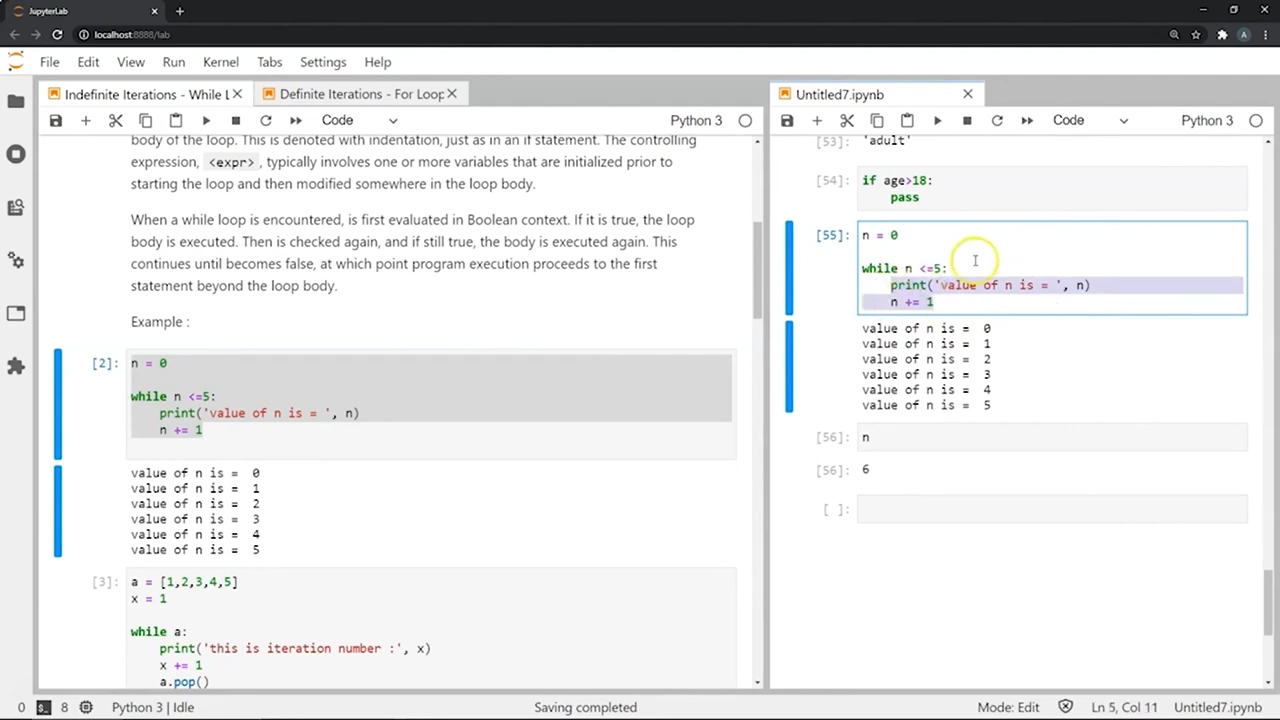 JupyterLab
localhost:8888/lab
A
File Edit View Run Kernel Tabs Settings Help
Indefinite Iterations - While L
Definite Iterations - For Loop
Code
Python 3
body of the loop. This is denoted with indentation, just as in an if statement. The controlling
expression, <expr>, typically involves one or more variables that are initialized prior to
starting the loop and then modified somewhere in the loop body.
When a while loop is encountered, is first evaluated in Boolean context. If it is true, the loop
body is executed. Then is checked again, and if still true, the body is executed again. This
continues until becomes false, at which point program execution proceeds to the first
statement beyond the loop body.
Example :
[2]: n = 0
while n <=5:
print('value of n is = ', n)
n += 1
value of n is =  0
value of n is =  1
value of n is =  2
value of n is =  3
value of n is =  4
value of n is =  5
[3]: a = [1,2,3,4,5]
x = 1
while a:
print('this is iteration number :', x)
x += 1
a.pop()
Untitled7.ipynb
Code
Python 3
[53]: 'adult'
[54]: if age>18:
pass
[55]: n = 0
while n <=5:
print('value of n is = ', n)
n += 1
value of n is =  0
value of n is =  1
value of n is =  2
value of n is =  3
value of n is =  4
value of n is =  5
[56]: n
[56]: 6
[ ]:
0 8 Python 3 | Idle Saving completed Mode: Edit Ln 5, Col 11 Untitled7.ipynb